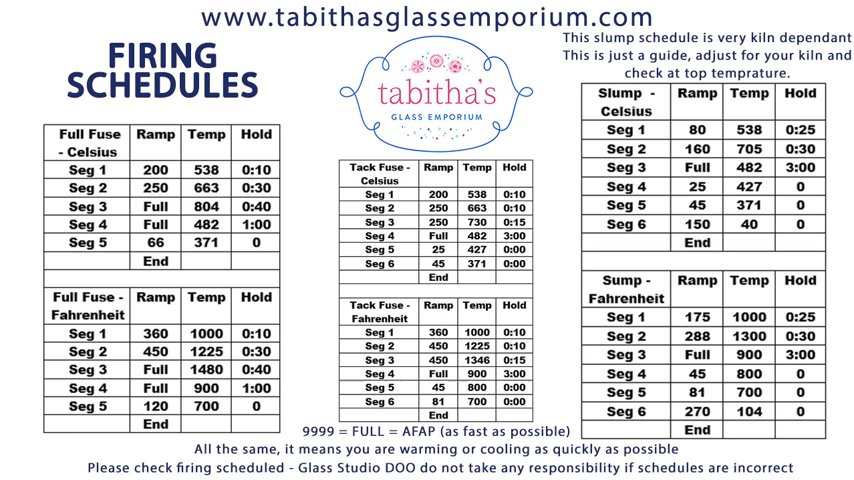 www.tabithasglassemporium.com
FIRING
SCHEDULES
tabitha's
GLASS EMPORIUM
This slump schedule is very kiln dependant
This is just a guide, adjust for your kiln and
check at top temprature.
Full Fuse - Celsius Ramp Temp Hold
Seg 1 200 538 0:10
Seg 2 250 663 0:30
Seg 3 Full 804 0:40
Seg 4 Full 482 1:00
Seg 5 66 371 0
End
Full Fuse - Fahrenheit Ramp Temp Hold
Seg 1 360 1000 0:10
Seg 2 450 1225 0:30
Seg 3 Full 1480 0:40
Seg 4 Full 900 1:00
Seg 5 120 700 0
End
Tack Fuse - Celsius Ramp Temp Hold
Seg 1 200 538 0:10
Seg 2 250 663 0:10
Seg 3 250 730 0:15
Seg 4 Full 482 3:00
Seg 5 25 427 0:00
Seg 6 45 371 0:00
End
Tack Fuse - Fahrenheit Ramp Temp Hold
Seg 1 360 1000 0:10
Seg 2 450 1225 0:10
Seg 3 450 1346 0:15
Seg 4 Full 900 3:00
Seg 5 45 800 0:00
Seg 6 81 700 0:00
End
Slump - Celsius Ramp Temp Hold
Seg 1 80 538 0:25
Seg 2 160 705 0:30
Seg 3 Full 482 3:00
Seg 4 25 427 0
Seg 5 45 371 0
Seg 6 150 40 0
End
Sump - Fahrenheit Ramp Temp Hold
Seg 1 175 1000 0:25
Seg 2 288 1300 0:30
Seg 3 Full 900 3:00
Seg 4 45 800 0
Seg 5 81 700 0
Seg 6 270 104 0
End
9999 = FULL = AFAP (as fast as possible)
All the same, it means you are warming or cooling as quickly as possible
Please check firing scheduled - Glass Studio DOO do not take any responsibility if schedules are incorrect